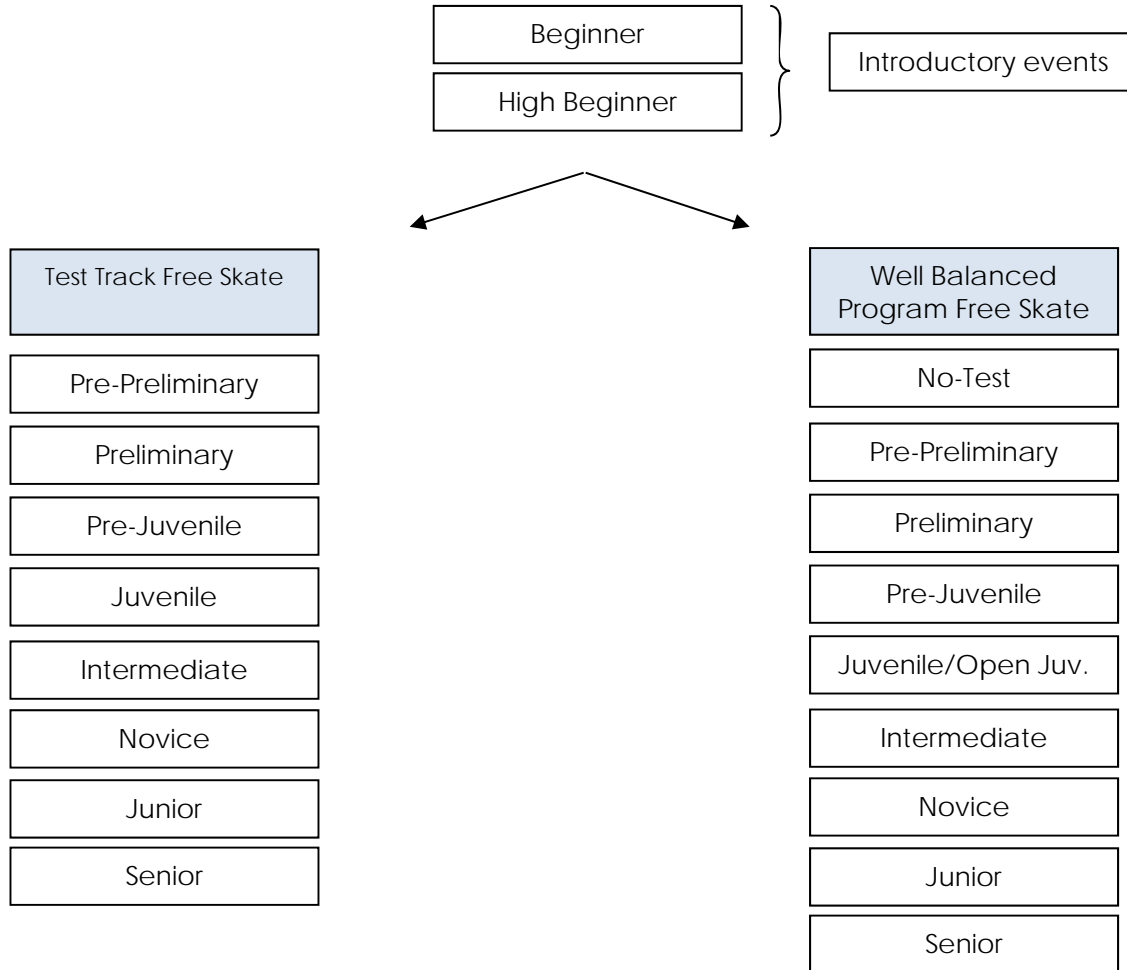 Beginner
High Beginner
Introductory events
Test Track Free Skate
Pre-Preliminary
Preliminary
Pre-Juvenile
Juvenile
Intermediate
Novice
Junior
Senior
Well Balanced
Program Free Skate
No-Test
Pre-Preliminary
Preliminary
Pre-Juvenile
Juvenile/Open Juv.
Intermediate
Novice
Junior
Senior